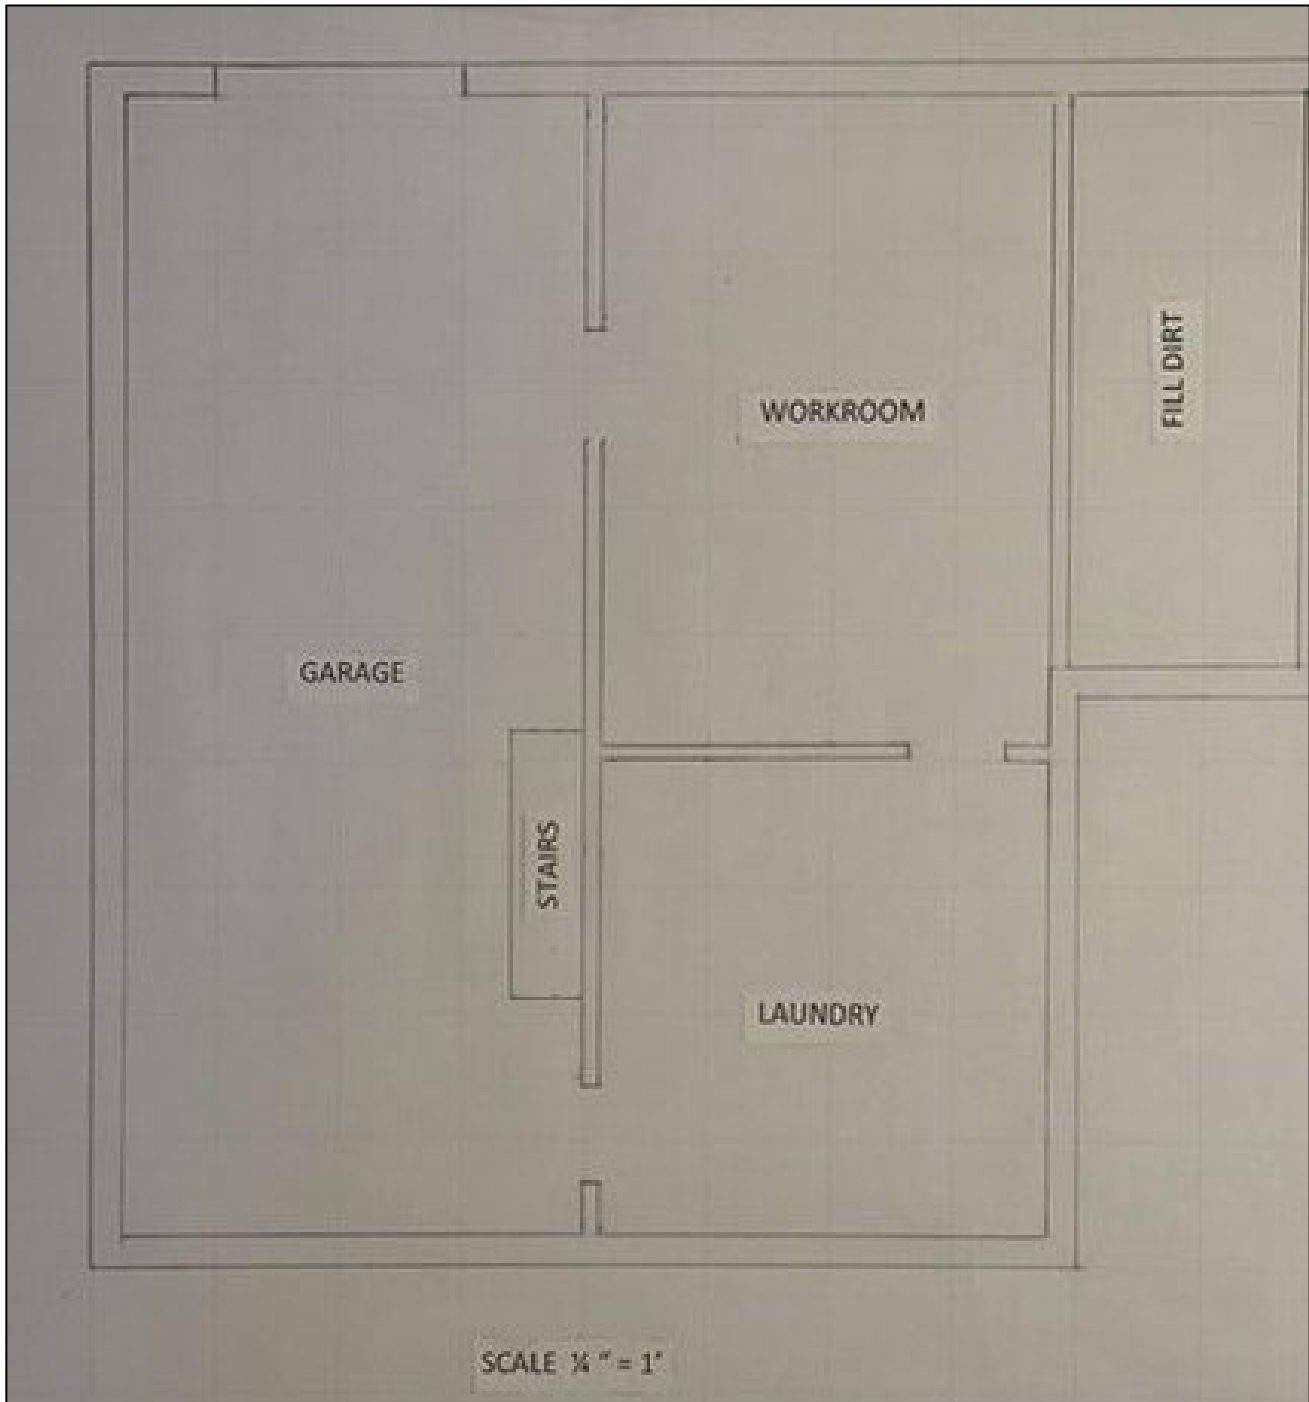 FILL DIRT
WORKROOM
GARAGE
STAIRS
LAUNDRY
SCALE ¼ " = 1'